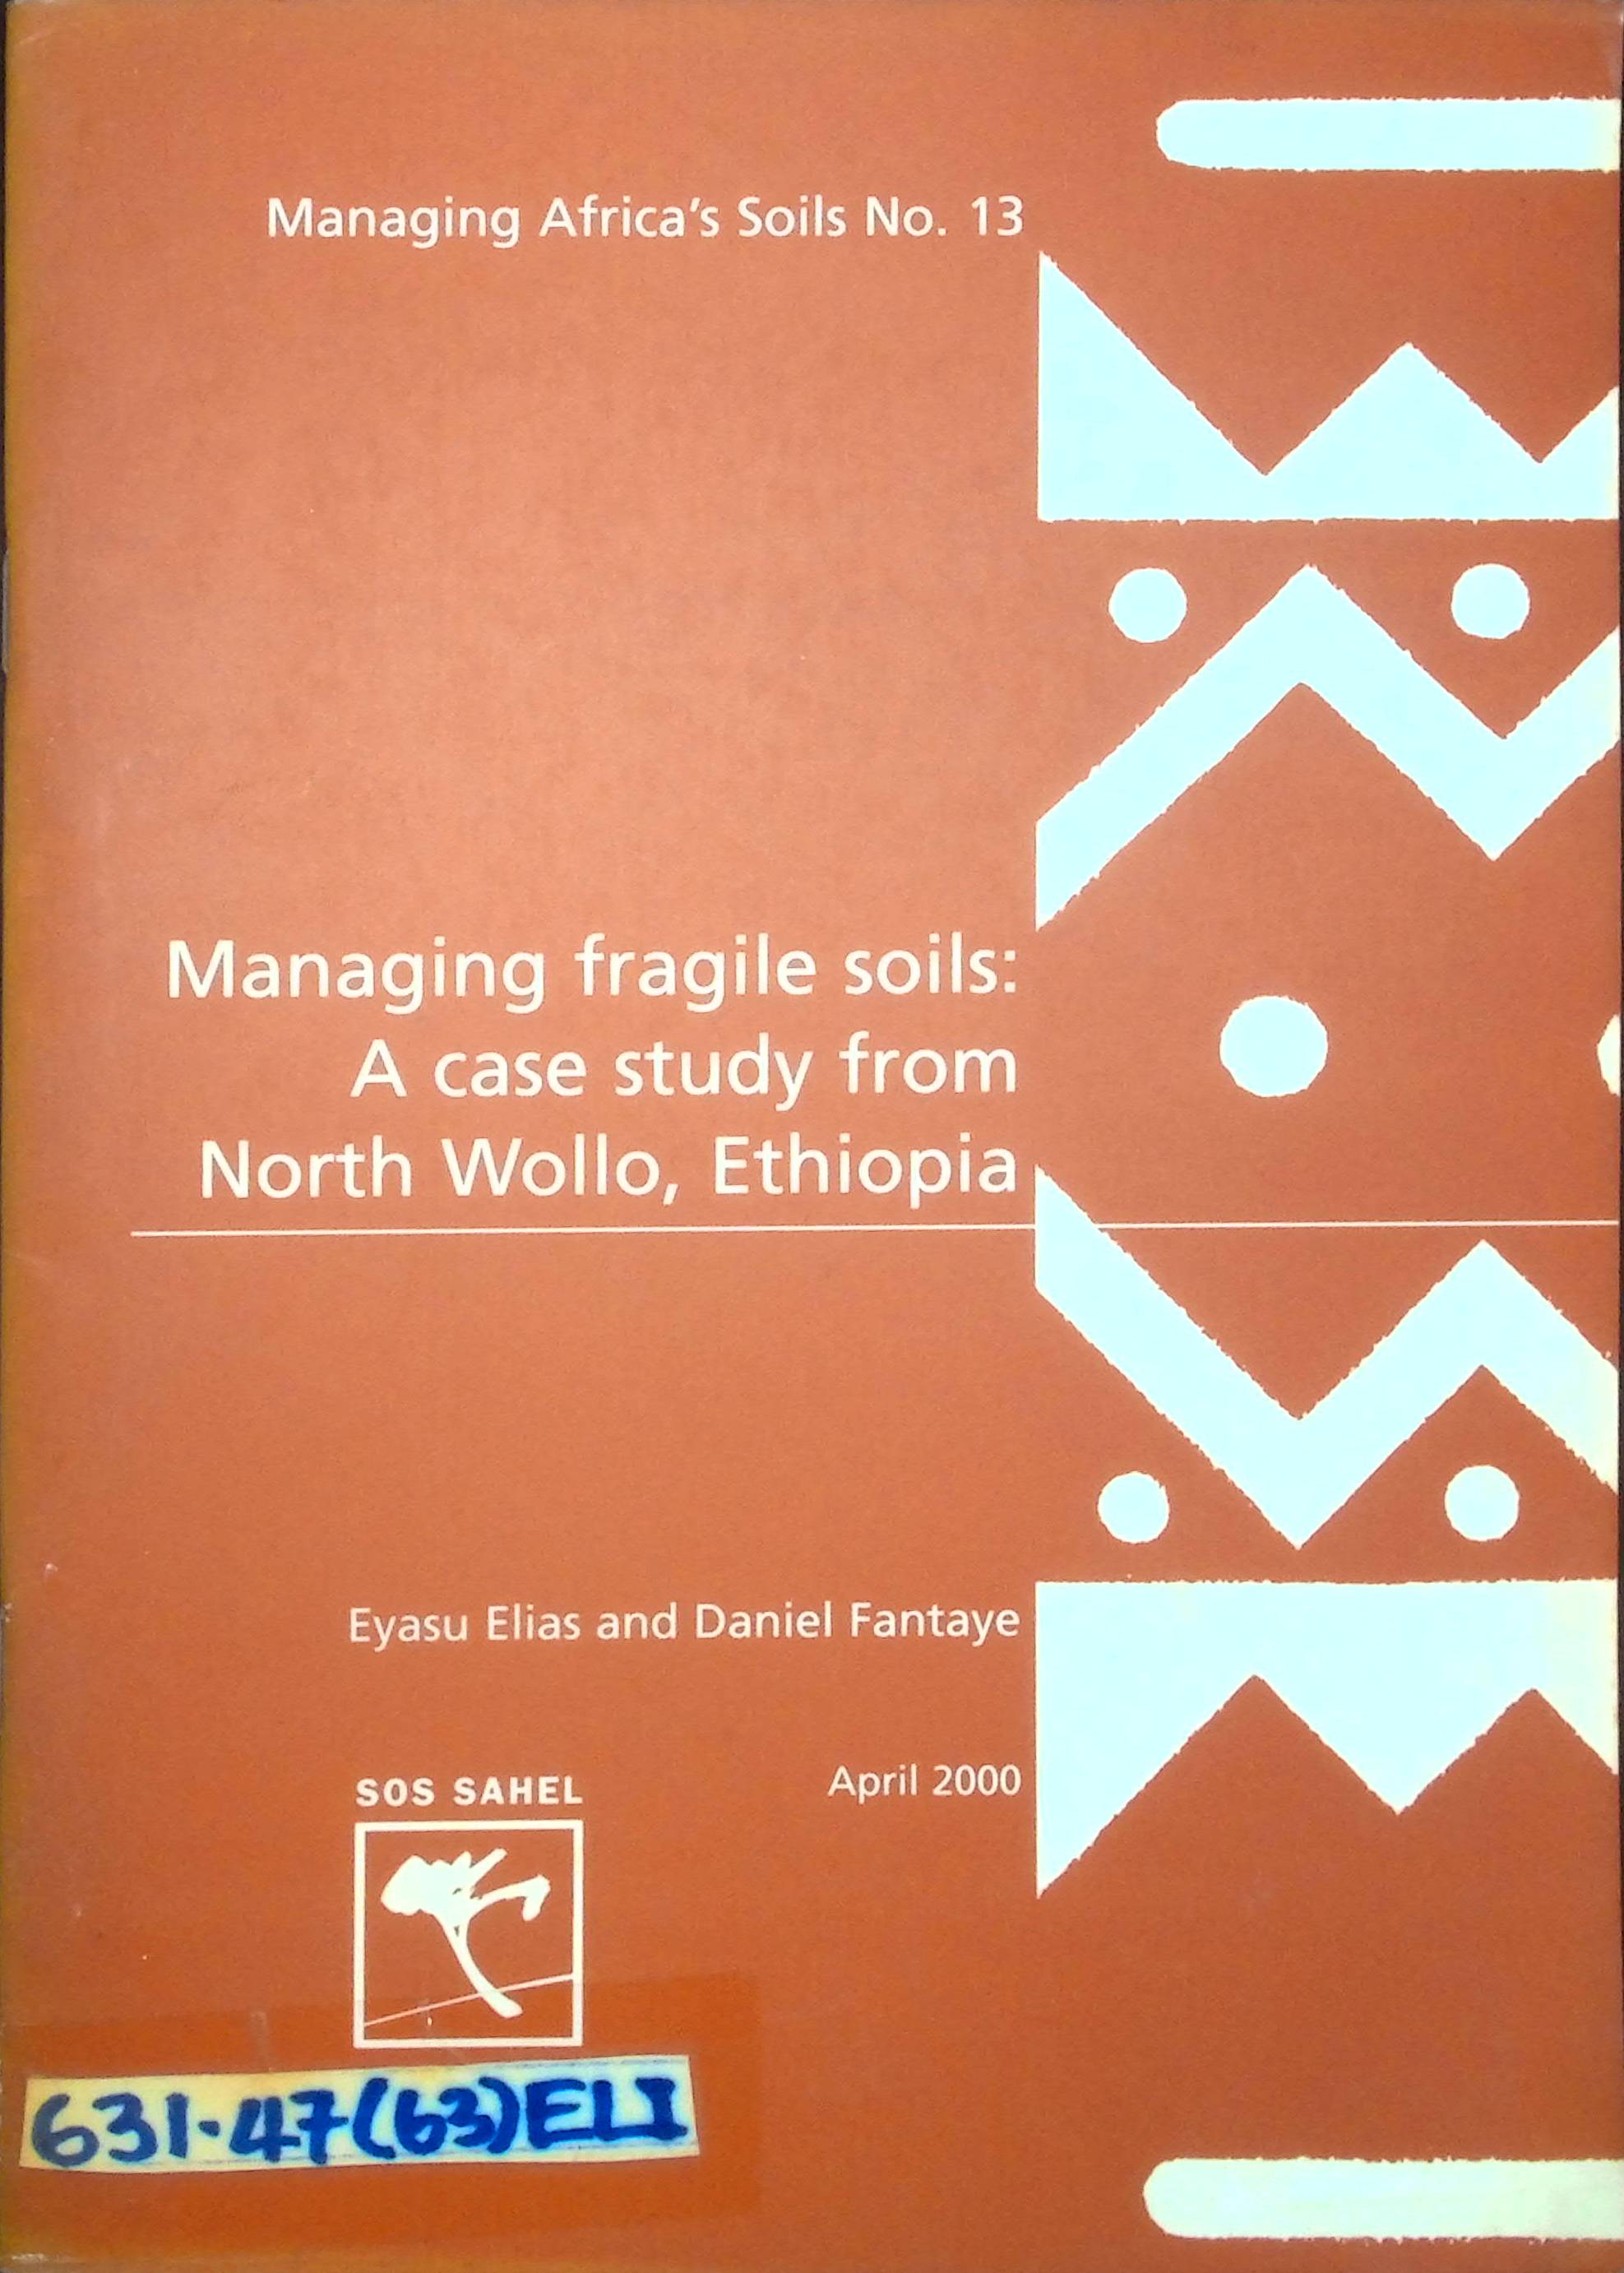 Managing Africa's Soils No. 13
Managing fragile soils:
A case study from
North Wollo, Ethiopia
Eyasu Elias and Daniel Fantaye
April 2000
SOS SAHEL
631.47(63)ELI